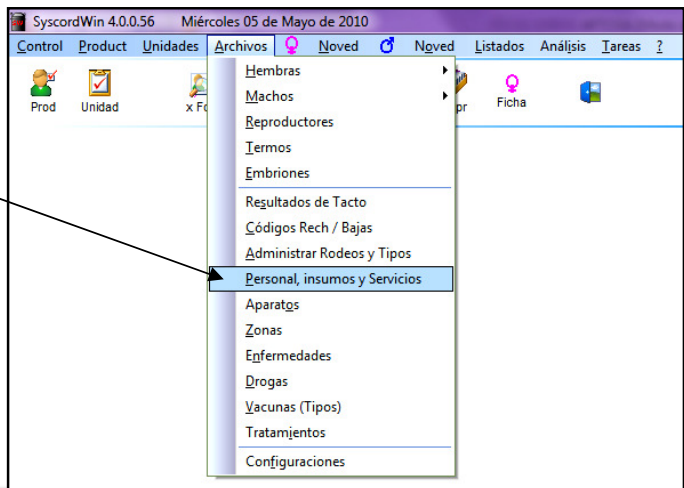 SyscordWin 4.0.0.56 Miércoles 05 de Mayo de 2010
Control Product Unidades Archivos Noved Noved Listados Análisis Tareas ?
Prod Unidad x Fo pr Ficha
Hembras
Machos
Reproductores
Termos
Embriones
Resultados de Tacto
Códigos Rech / Bajas
Administrar Rodeos y Tipos
Personal, insumos y Servicios
Aparatos
Zonas
Enfermedades
Drogas
Vacunas (Tipos)
Tratamientos
Configuraciones